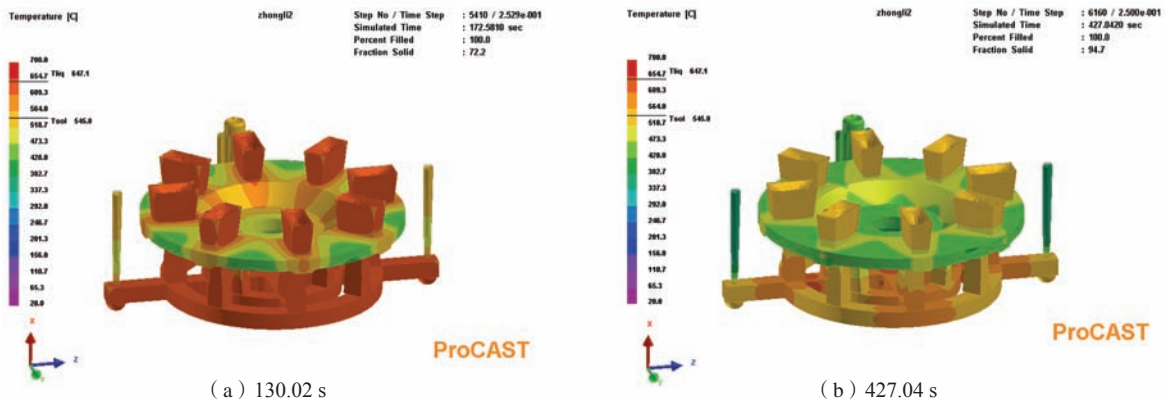 Temperature [C]
zhongli2
Step No / Time Step : 5410 / 2.529e-001
Simulated Time : 172.5810 sec
Percent Filled : 100.0
Fraction Solid : 72.2
700.0
654.7 Tliq 647.1
609.3
564.0
518.7 Tsol 545.0
473.3
428.0
382.7
337.3
292.0
246.7
201.3
156.0
110.7
65.3
20.0
X
Z
Y
ProCAST
(a) 130.02 s
Temperature [C]
zhongli2
Step No / Time Step : 6160 / 2.500e-001
Simulated Time : 427.0420 sec
Percent Filled : 100.0
Fraction Solid : 94.7
700.0
654.7 Tliq 647.1
609.3
564.0
518.7 Tsol 545.0
473.3
428.0
382.7
337.3
292.0
246.7
201.3
156.0
110.7
65.3
20.0
X
Z
Y
ProCAST
(b) 427.04 s